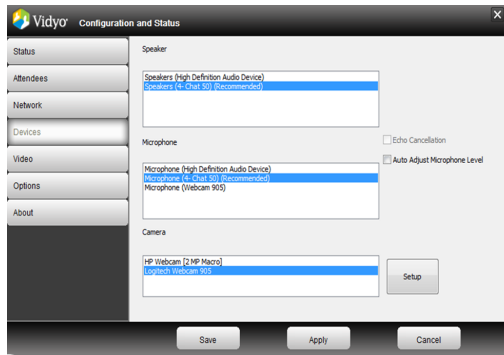 Vidyo Configuration and Status
X
Status
Attendees
Network
Devices
Video
Options
About
Speaker
Speakers (High Definition Audio Device)
Speakers (4- Chat 50) (Recommended)
Microphone
Echo Cancellation
Auto Adjust Microphone Level
Microphone (High Definition Audio Device)
Microphone (4- Chat 50) (Recommended)
Microphone (Webcam 905)
Camera
HP Webcam [2 MP Macro]
Logitech Webcam 905
Setup
Save
Apply
Cancel